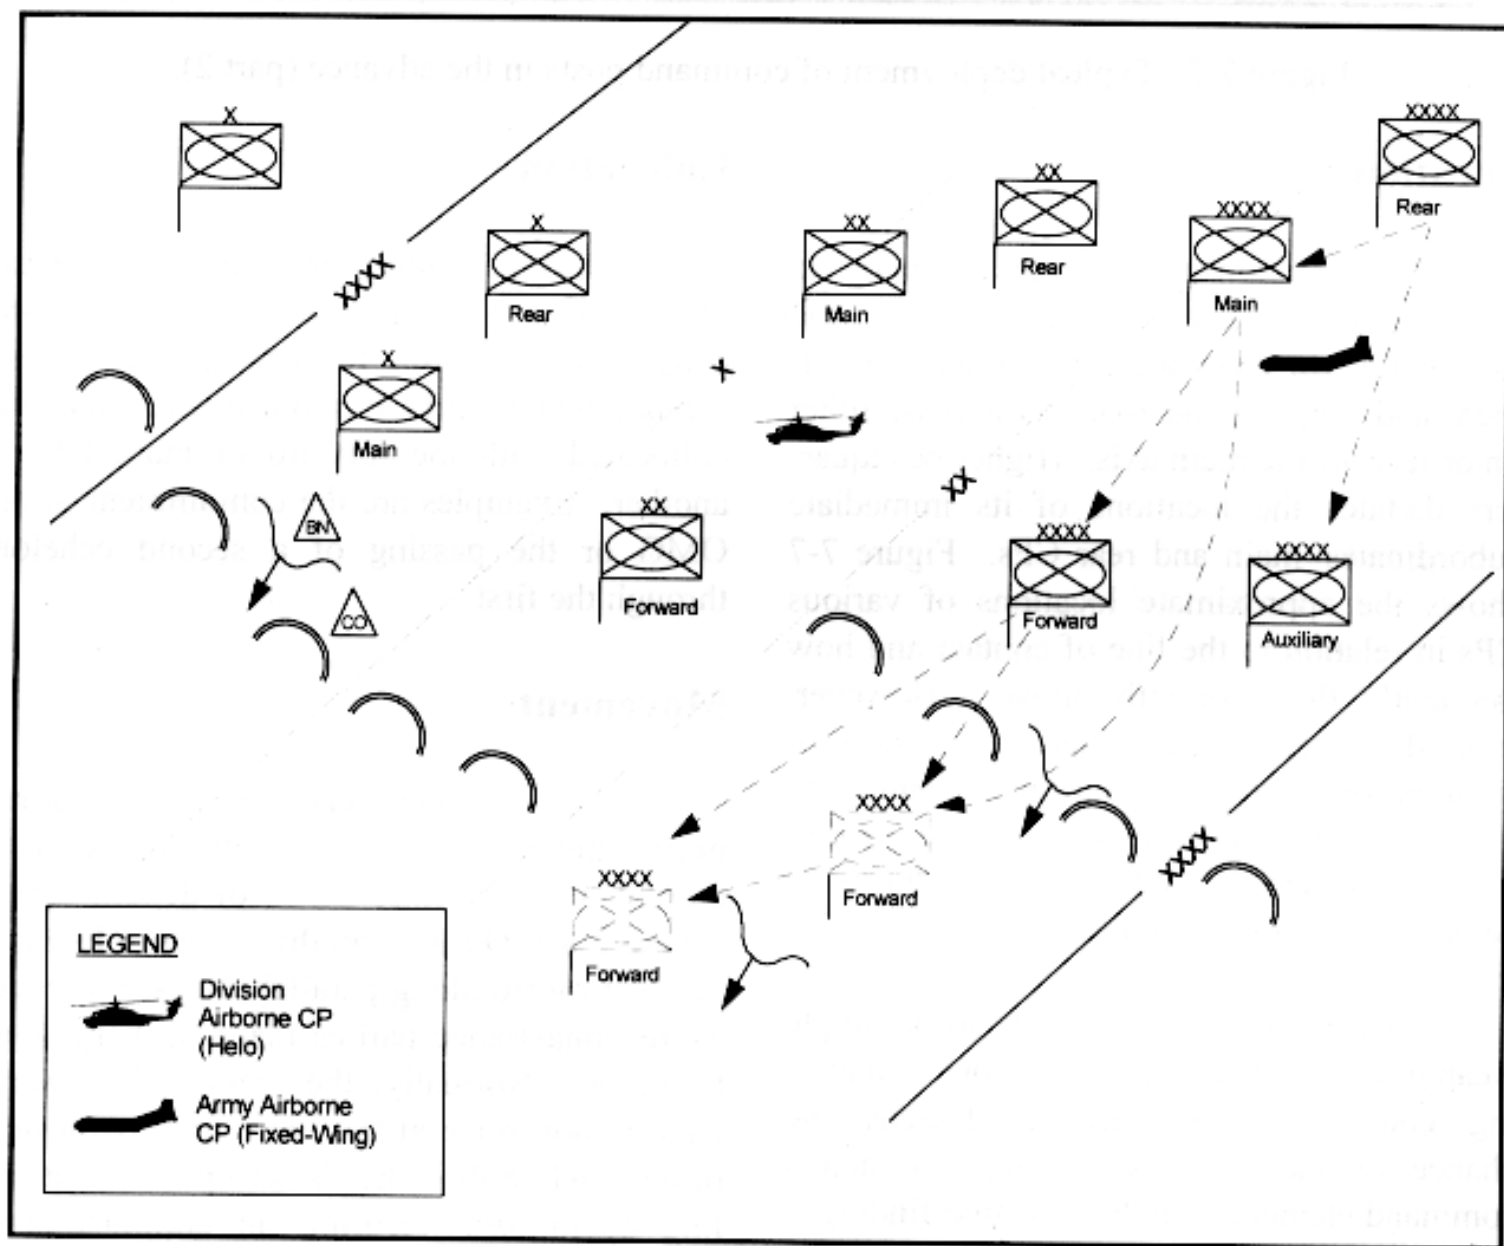 X
XXXX
Rear
XX
Rear
XXXX
Main
X
Rear
XX
Main
XXXX
X
Main
X
XX
BN
CO
XX
Forward
XXXX
Forward
XXXX
Auxiliary
XXXX
Forward
XXXX
XXXX
Forward
LEGEND
Division
Airborne CP
(Helo)
Army Airborne
CP (Fixed-Wing)